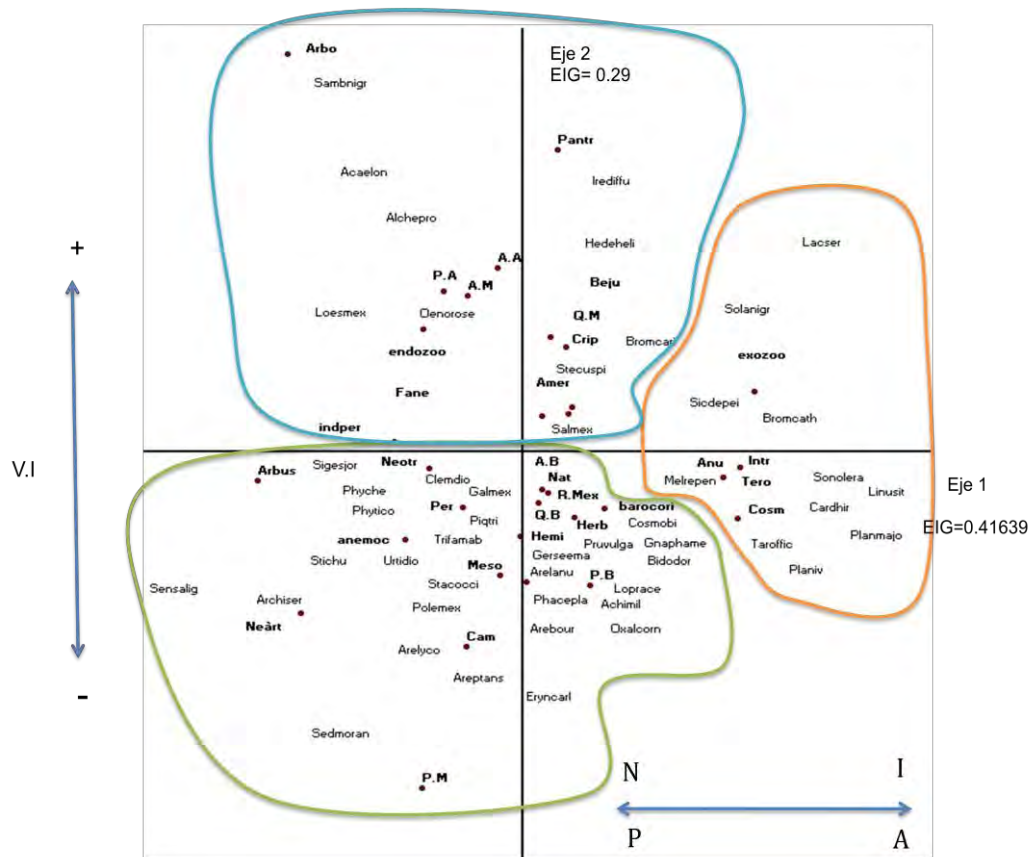 Arbo
Eje 2
EIG= 0.29
Sambnigr
Pantr
Acaelon
Irediffu
Alchepro
Hedeheli
Lacser
+
A.A
P.A
A.M
Beju
Loesmex
Oenorose
Q.M
Solanigr
Crip
Bromcari
endozoo
exozoo
Stecuspi
Fane
Amer
Sicdepei
Bromcath
indper
Salmex
V.I
Arbus
Sigesjor
Neotr
Clemdio
A.B
Anu
Intr
Eje 1
Phyche
Galmex
Nat
Melrepen
Tero
Sonolera
Linusit
Phytico
Per
Piqtri
R.Mex
barocori
Cosm
Cardhir
EIG=0.41639
Q.B
Herb
Cosmobi
anemoc
Trifamb
Hemi
Pruvulga
Gnaphame
Taroffic
Planmajo
Stichu
Urtidio
Gerseema
Bidodor
Planiv
Sensalig
Meso
Stacocci
Arelanu
P.B
Loprace
Archiser
Polemex
Phacepla
Achimil
Neàrt
Arebour
Oxalcorn
Cam
Arelyco
Areptans
Eryncarl
-
Sedmoran
P.M
N
I
P
A